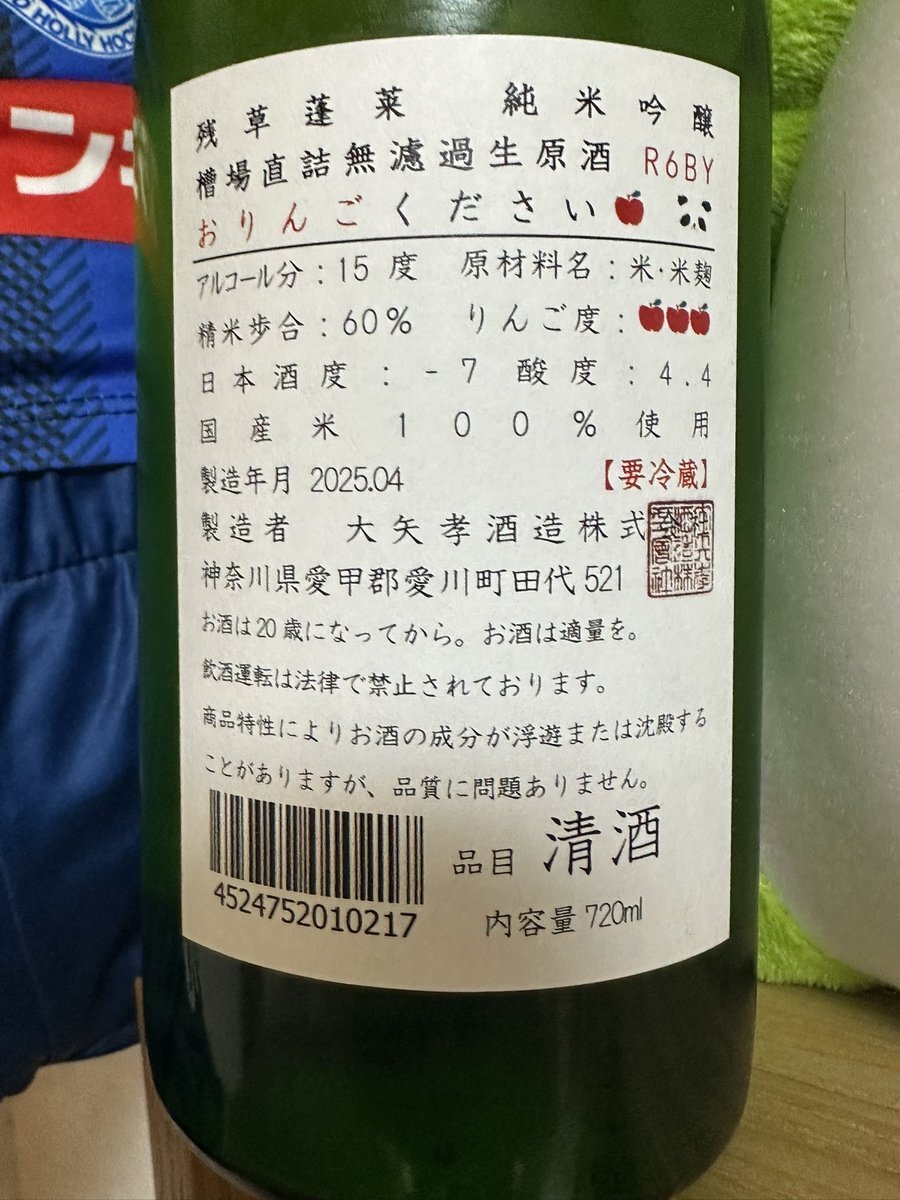 HOLLY HOC
ン
残草蓬莱 純米吟醸
槽場直詰無濾過生原酒 R6BY
おりんごください
アルコール分:15度 原材料名:米・米麹
精米歩合:60% りんご度:
日本酒度:-7 酸度:4.4
国産米100%使用
製造年月 2025.04 【要冷蔵】
製造者 大矢孝酒造株式
神奈川県愛甲郡愛川町田代521
お酒は20歳になってから。お酒は適量を。
飲酒運転は法律で禁止されております。
商品特性によりお酒の成分が浮遊または沈殿する
ことがありますが、品質に問題ありません。
品目 清酒
4524752010217
内容量 720ml